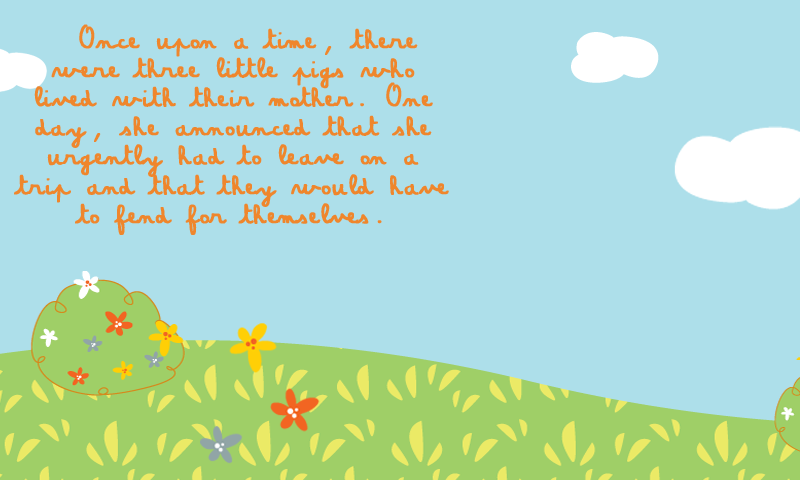 Once upon a time, there
were three little pigs who
lived with their mother. One
day, she announced that she
urgently had to leave on a
trip and that they would have
to fend for themselves.